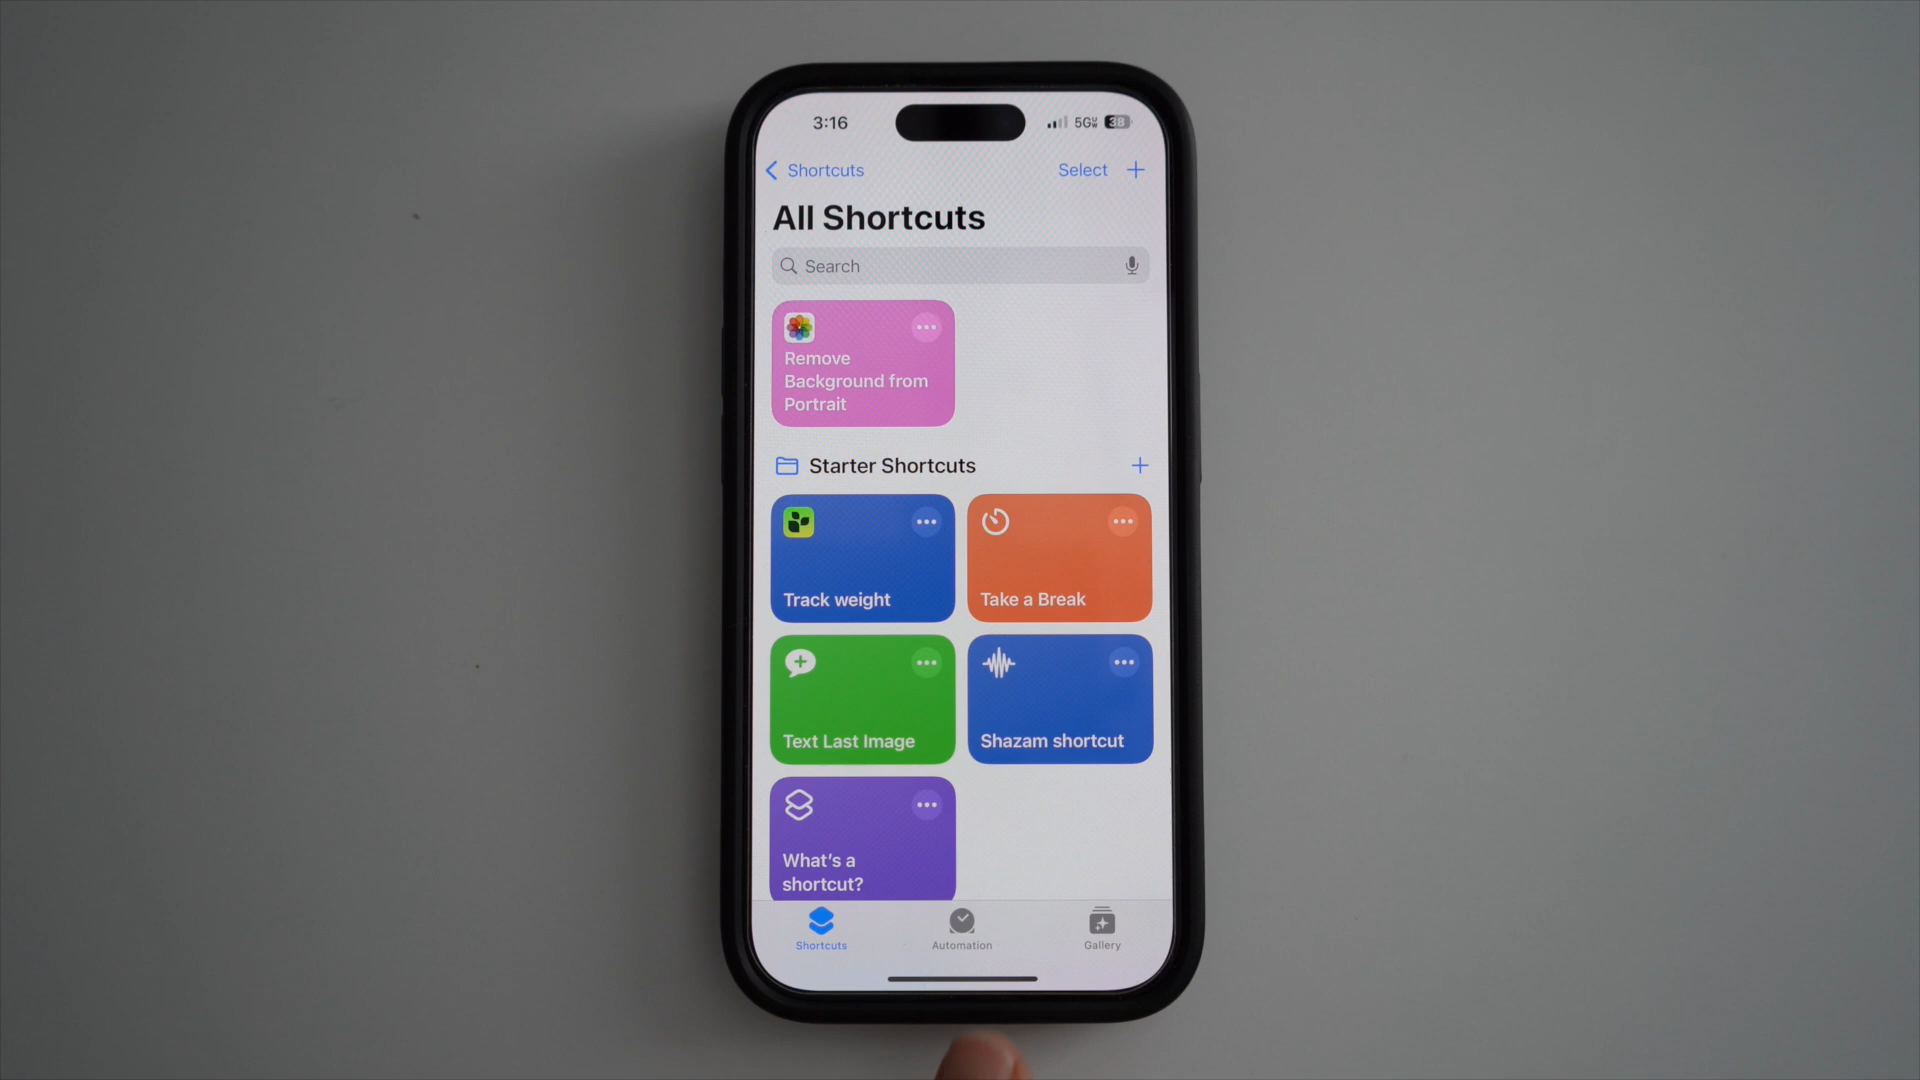 3:16
5G
38
Shortcuts
Select
All Shortcuts
Search
Remove
Background from
Portrait
Starter Shortcuts
Track weight
Take a Break
Text Last Image
Shazam shortcut
What's a
shortcut?
Shortcuts
Automation
Gallery